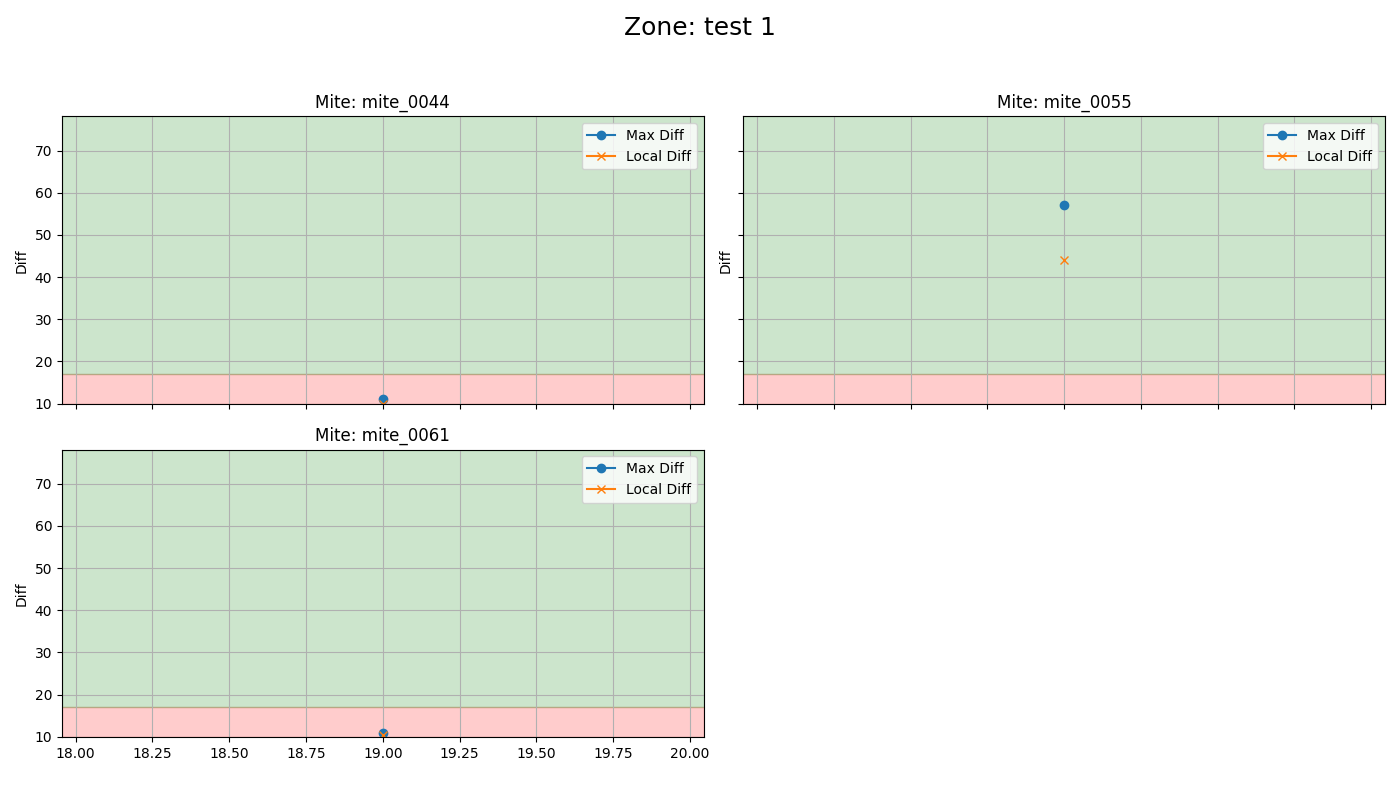 Zone: test 1
Mite: mite_0044
Max Diff
Local Diff
Diff
70
60
50
40
30
20
10
Mite: mite_0055
Max Diff
Local Diff
Diff
Mite: mite_0061
Max Diff
Local Diff
Diff
70
60
50
40
30
20
10
18.00 18.25 18.50 18.75 19.00 19.25 19.50 19.75 20.00